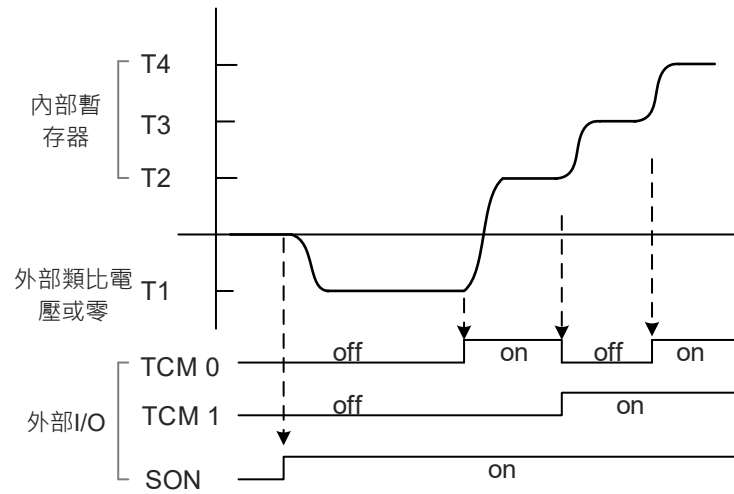 T4
內部暫
存器
T3
T2
外部類比電
壓或零
T1
TCM 0
off
on
off
on
外部I/O
TCM 1
off
on
SON
on